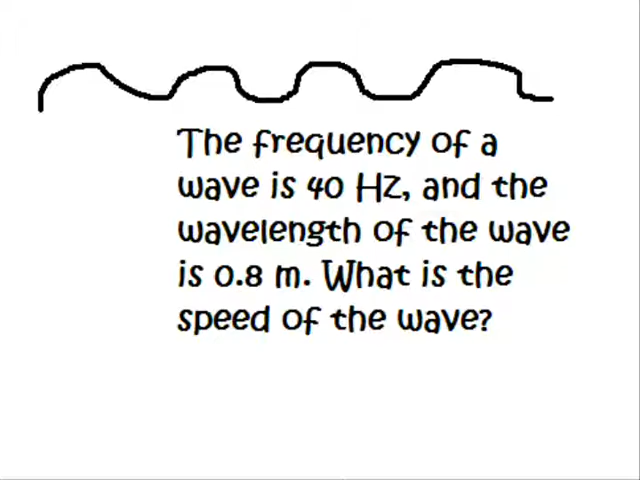 The frequency of a
wave is 40 Hz, and the
wavelength of the wave
is 0.8 m. What is the
speed of the wave?